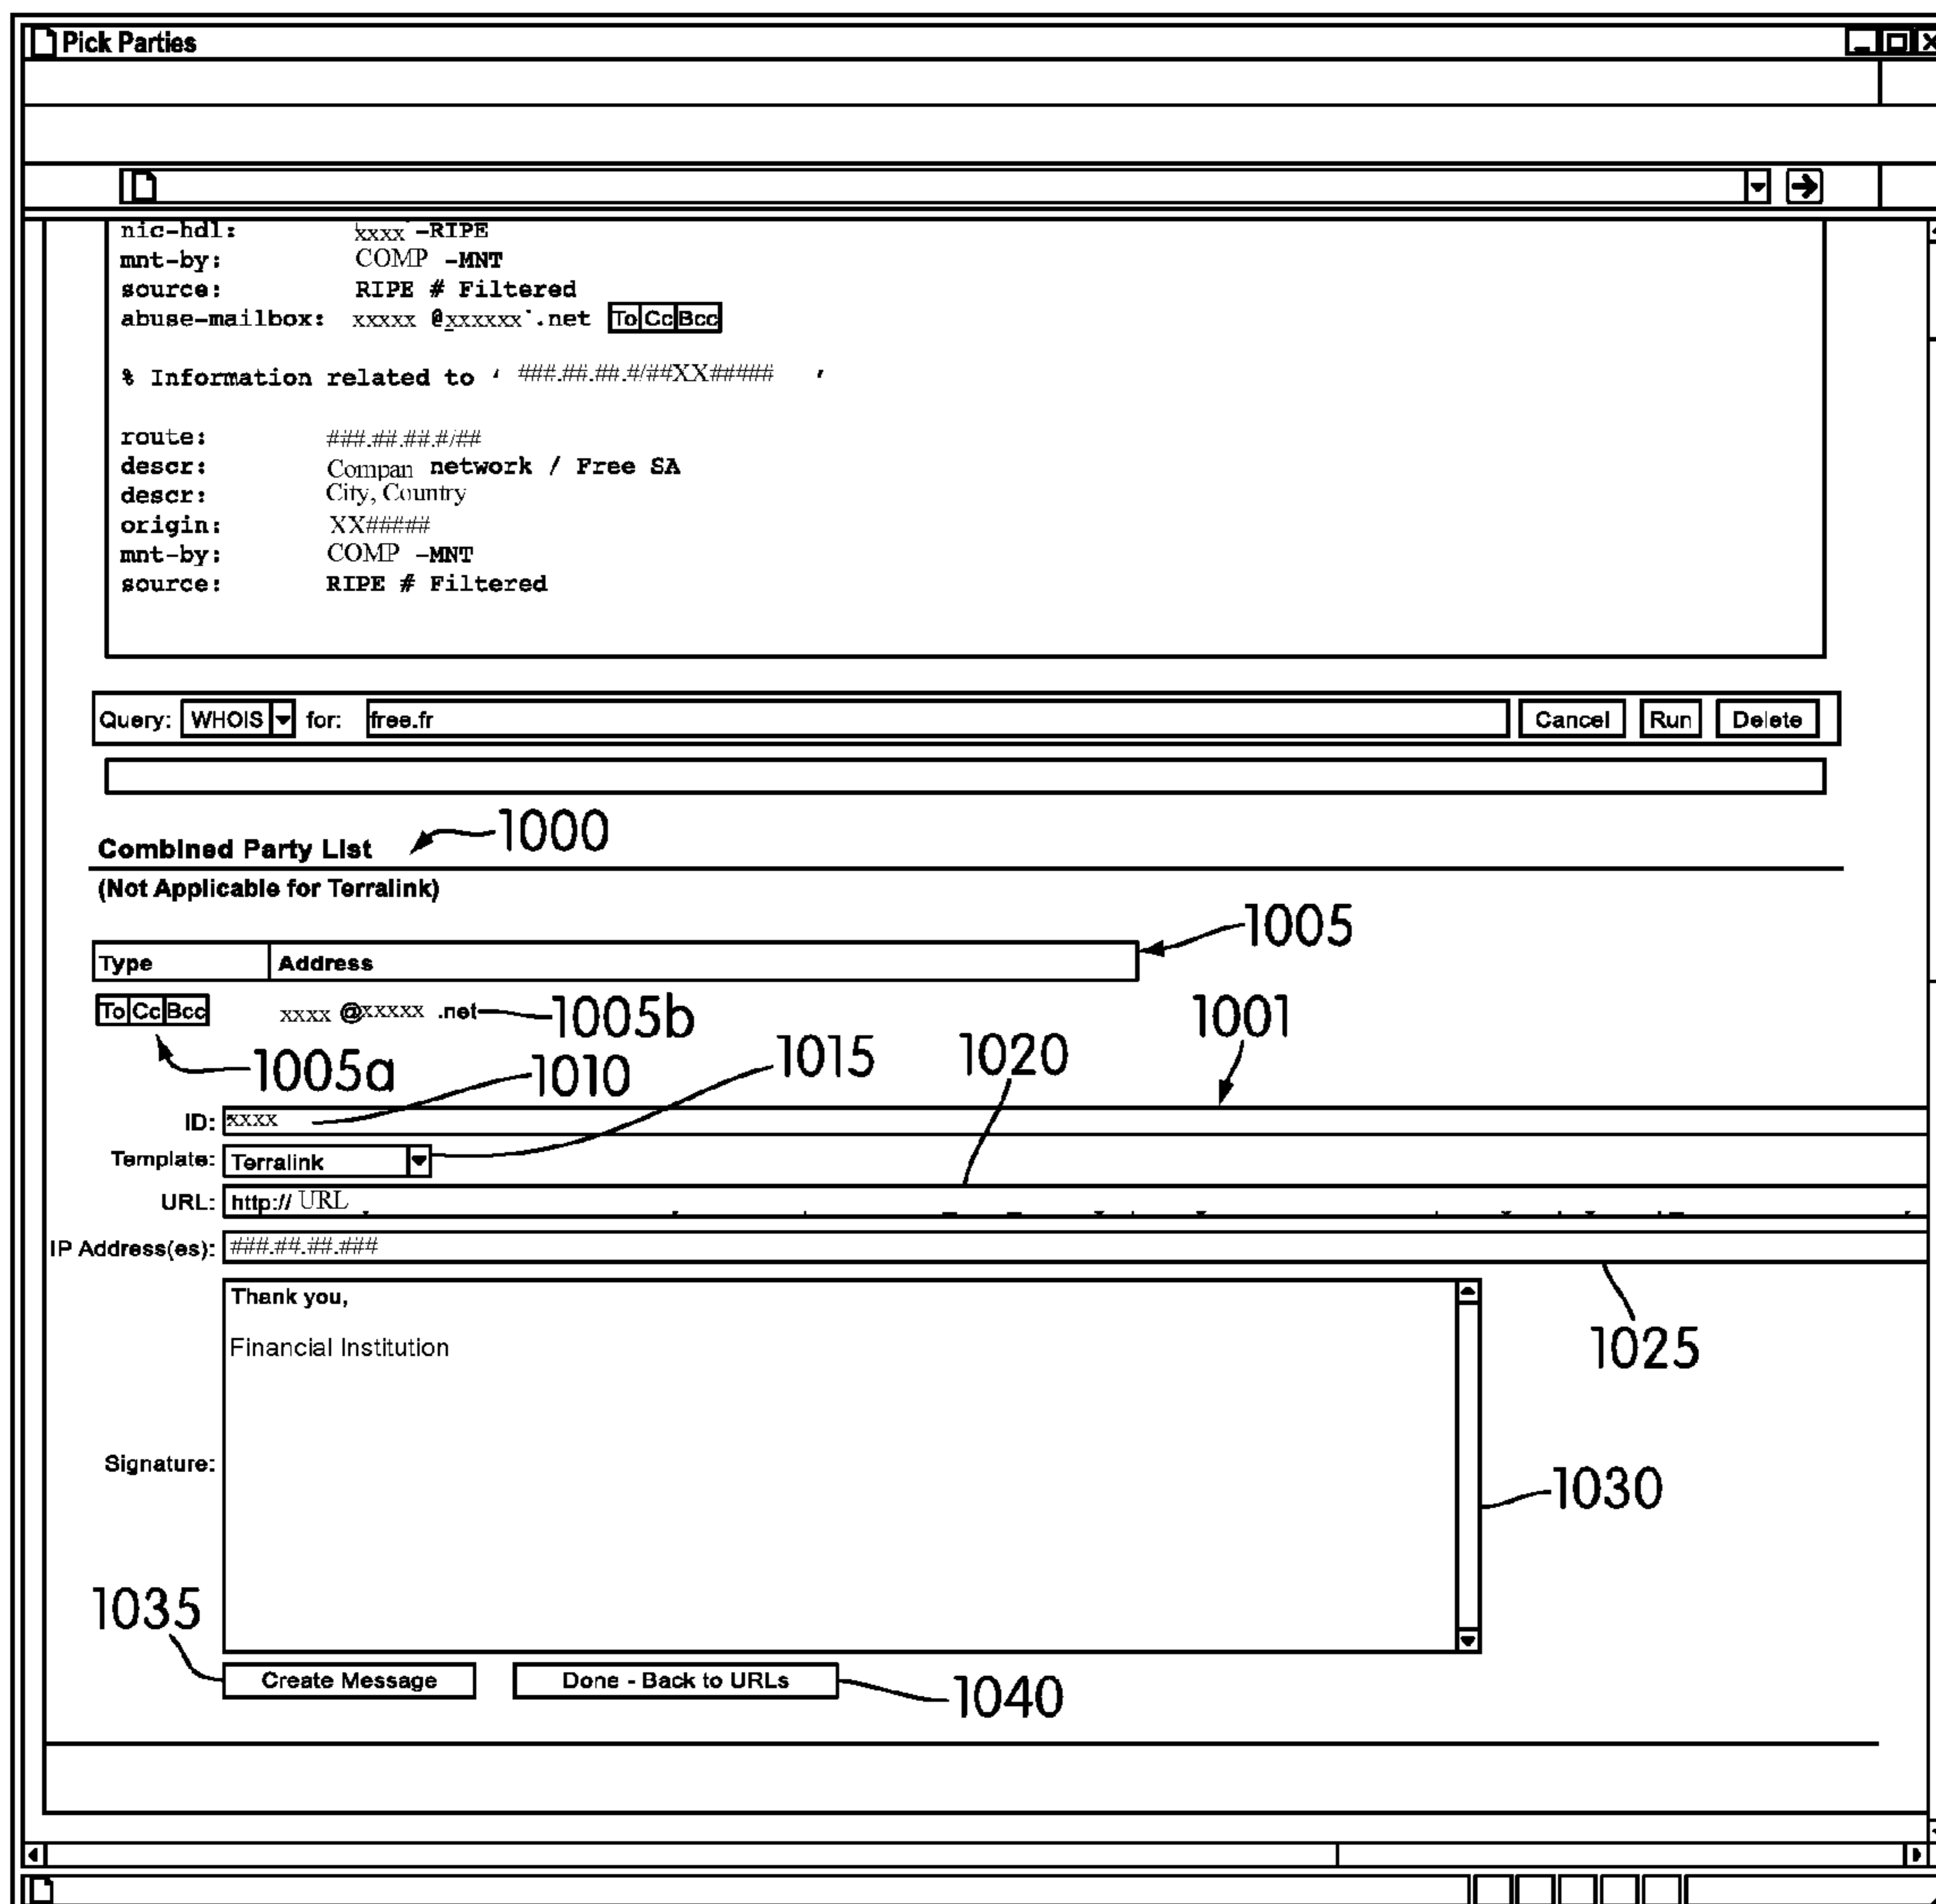 Pick Parties
nic-hdl: xxxx -RIPE
mnt-by: COMP -MNT
source: RIPE # Filtered
abuse-mailbox: xxxxx @xxxxxx .net To Cc Bcc
% Information related to ' ###.##.##.#/##XX##### '
route: ###.##.##.#/##
descr: Compan network / Free SA
descr: City, Country
origin: XX#####
mnt-by: COMP -MNT
source: RIPE # Filtered
Query: WHOIS for: free.fr Cancel Run Delete
Combined Party List 1000
(Not Applicable for Terralink)
1005
Type Address
To Cc Bcc xxxx @xxxxx .net 1005b 1001
1005a 1010 1015 1020
ID: xxxx
Template: Terralink
URL: http:// URL
IP Address(es): ###.##.##.###
Thank you,
1025
Financial Institution
Signature:
1030
1035
Create Message Done - Back to URLs 1040